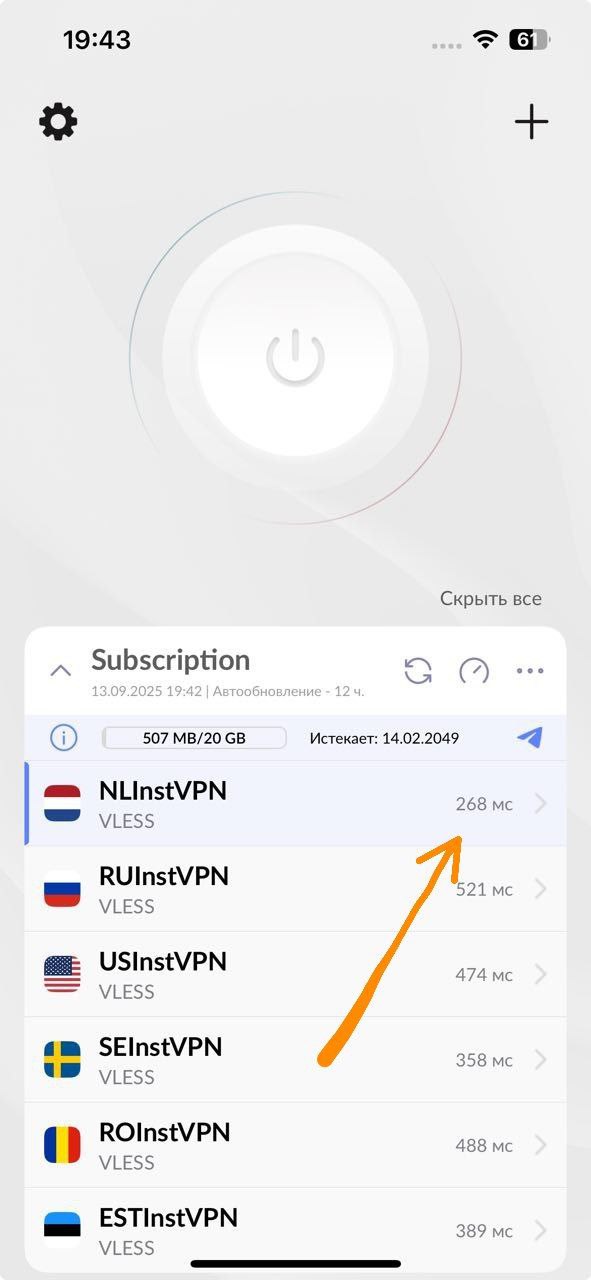 19:43
61
Скрыть все
Subscription
13.09.2025 19:42 | Автообновление - 12 ч.
507 MB/20 GB
Истекает: 14.02.2049
NLInstVPN
268 мс
VLESS
RUInstVPN
521 мс
VLESS
USInstVPN
474 мс
VLESS
SEInstVPN
358 мс
VLESS
ROInstVPN
488 мс
VLESS
ESTInstVPN
389 мс
VLESS